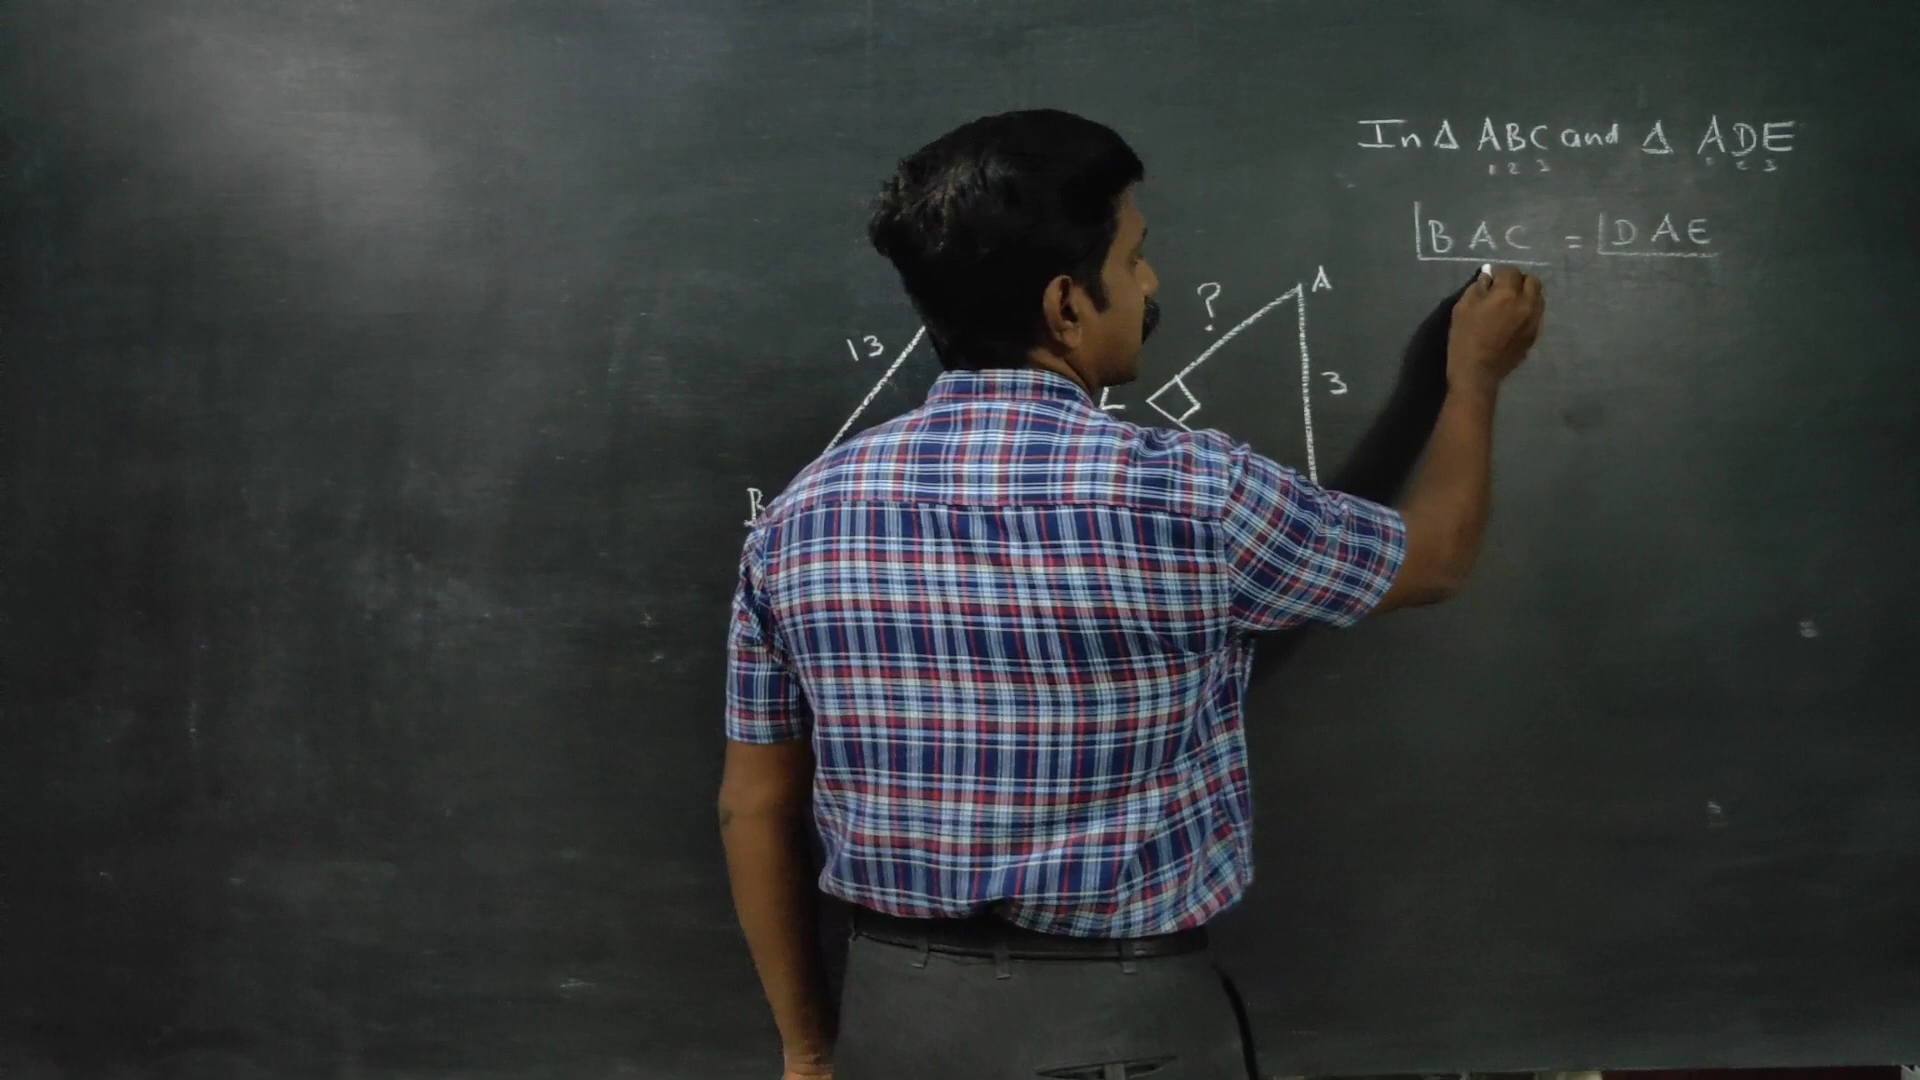 In Δ ABC and Δ ADE
1 2 3 1 2 3
∠BAC = ∠DAE
A
?
13
3
B